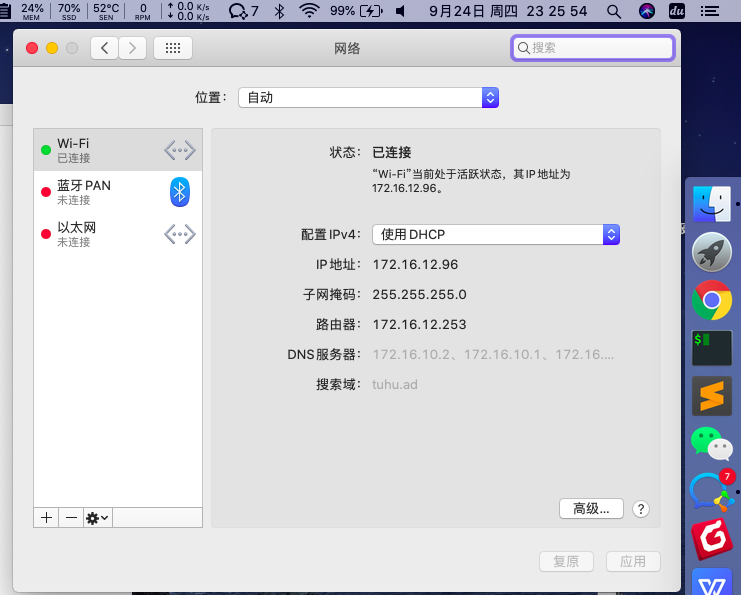 24% 70% 52°C 0 ↑ 0.0 K/s 7 99% 9月24日 周四 23 25 54 du
MEM SSD SEN RPM ↓ 0.0 K/s
网络
搜索
位置： 自动
Wi-Fi
已连接
蓝牙 PAN
未连接
以太网
未连接
状态： 已连接
“Wi-Fi”当前处于活跃状态，其 IP 地址为
172.16.12.96。
配置 IPv4： 使用 DHCP
IP 地址： 172.16.12.96
子网掩码： 255.255.255.0
路由器： 172.16.12.253
DNS 服务器： 172.16.10.2、172.16.10.1、172.16....
搜索域： tuhu.ad
高级... ?
复原 应用
$
7